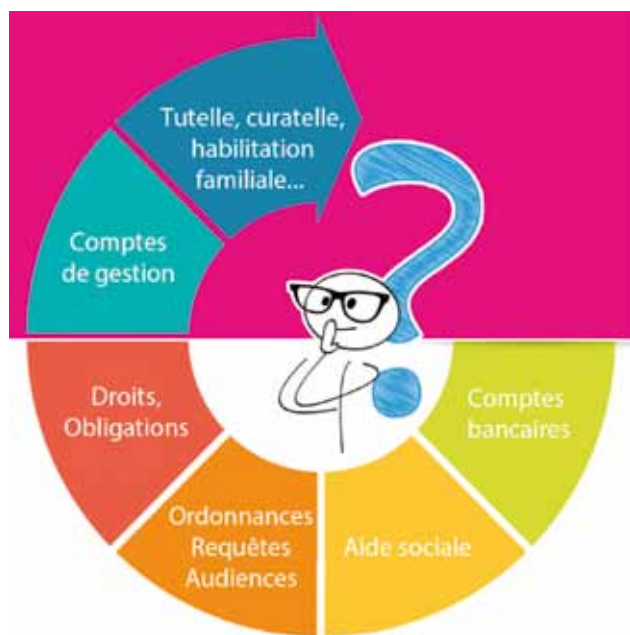 Tutelle, curatelle,
habilitation
familiale...
Comptes
de gestion
Droits,
Obligations
Ordonnances
Requêtes
Audiences
Aide sociale
Comptes
bancaires